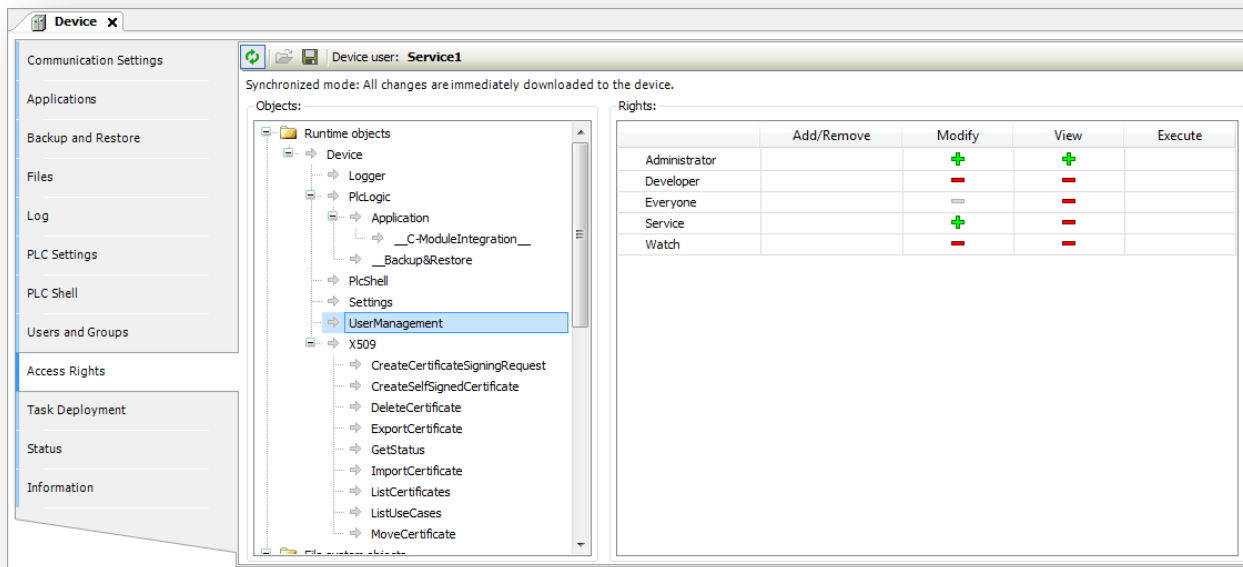 Device
Communication Settings
Applications
Backup and Restore
Files
Log
PLC Settings
PLC Shell
Users and Groups
Access Rights
Task Deployment
Status
Information
Device user: Service1
Synchronized mode: All changes are immediately downloaded to the device.
Objects:
Runtime objects
Device
Logger
PlcLogic
Application
__C-ModuleIntegration__
__Backup&Restore
PlcShell
Settings
UserManagement
X509
CreateCertificateSigningRequest
CreateSelfSignedCertificate
DeleteCertificate
ExportCertificate
GetStatus
ImportCertificate
ListCertificates
ListUseCases
MoveCertificate
File system objects
Rights:
Add/Remove Modify View Execute
Administrator
Developer
Everyone
Service
Watch